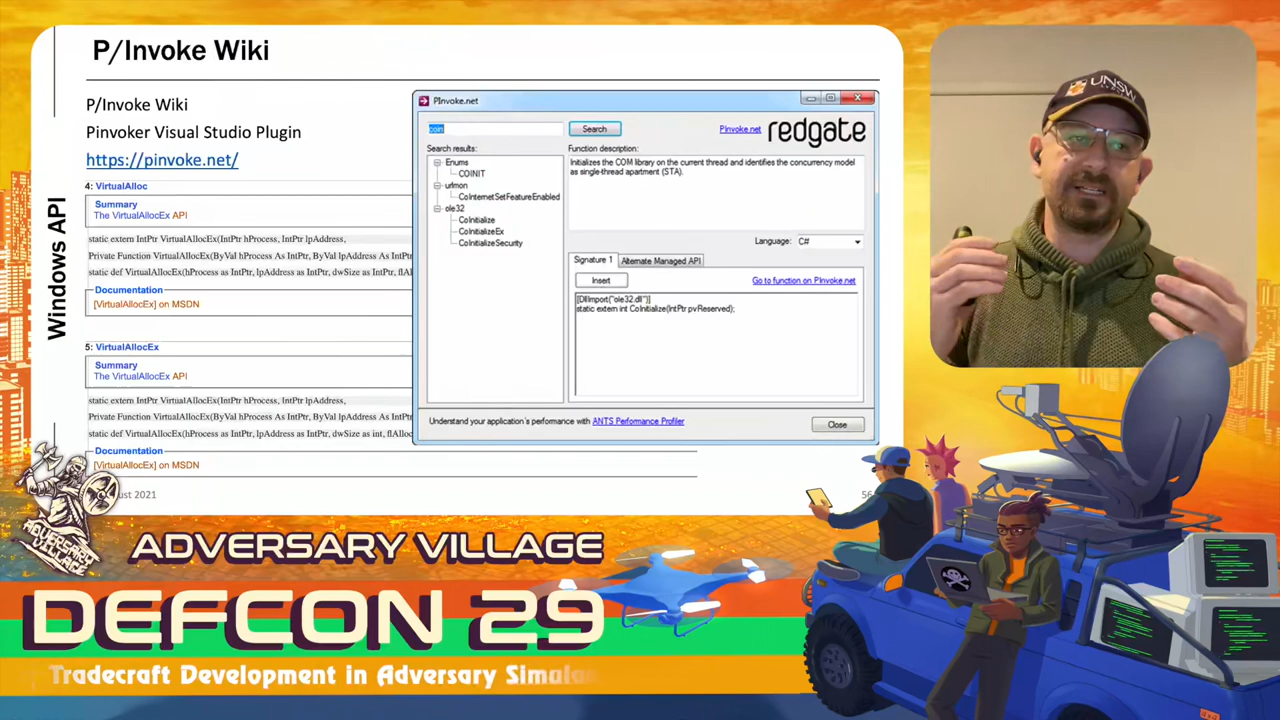 P/Invoke Wiki
P/Invoke Wiki
Pinvoker Visual Studio Plugin
https://pinvoke.net/
Windows API
4: VirtualAlloc
Summary
The VirtualAllocEx API
static extern IntPtr VirtualAllocEx(IntPtr hProcess, IntPtr lpAddress,
Private Function VirtualAllocEx(ByVal hProcess As IntPtr, ByVal lpAddress As IntPtr,
static def VirtualAllocEx(hProcess as IntPtr, lpAddress as IntPtr, dwSize as int, flAl
Documentation
[VirtualAllocEx] on MSDN
5: VirtualAllocEx
Summary
The VirtualAllocEx API
static extern IntPtr VirtualAllocEx(IntPtr hProcess, IntPtr lpAddress,
Private Function VirtualAllocEx(ByVal hProcess As IntPtr, ByVal lpAddress As IntPtr,
static def VirtualAllocEx(hProcess as IntPtr, lpAddress as IntPtr, dwSize as int, flAlloc
Documentation
[VirtualAllocEx] on MSDN
ust 2021
56
PInvoke.net
coin
Search
PInvoke.net
redgate
Search results:
Enums
COINIT
urlmon
CoInternetSetFeatureEnabled
ole32
CoInitialize
CoInitializeEx
CoInitializeSecurity
Function description:
Initializes the COM library on the current thread and identifies the concurrency model
as single-thread apartment (STA).
Language: C#
Signature 1
Alternate Managed API
Insert
Go to function on PInvoke.net
[DllImport("ole32.dll")]
static extern int CoInitialize(IntPtr pvReserved);
Understand your application's performance with ANTS Performance Profiler
Close
UNSW
ADVERSARY
VILLAGE
ADVERSARY VILLAGE
DEFCON 29
Tradecraft Development in Adversary Simula